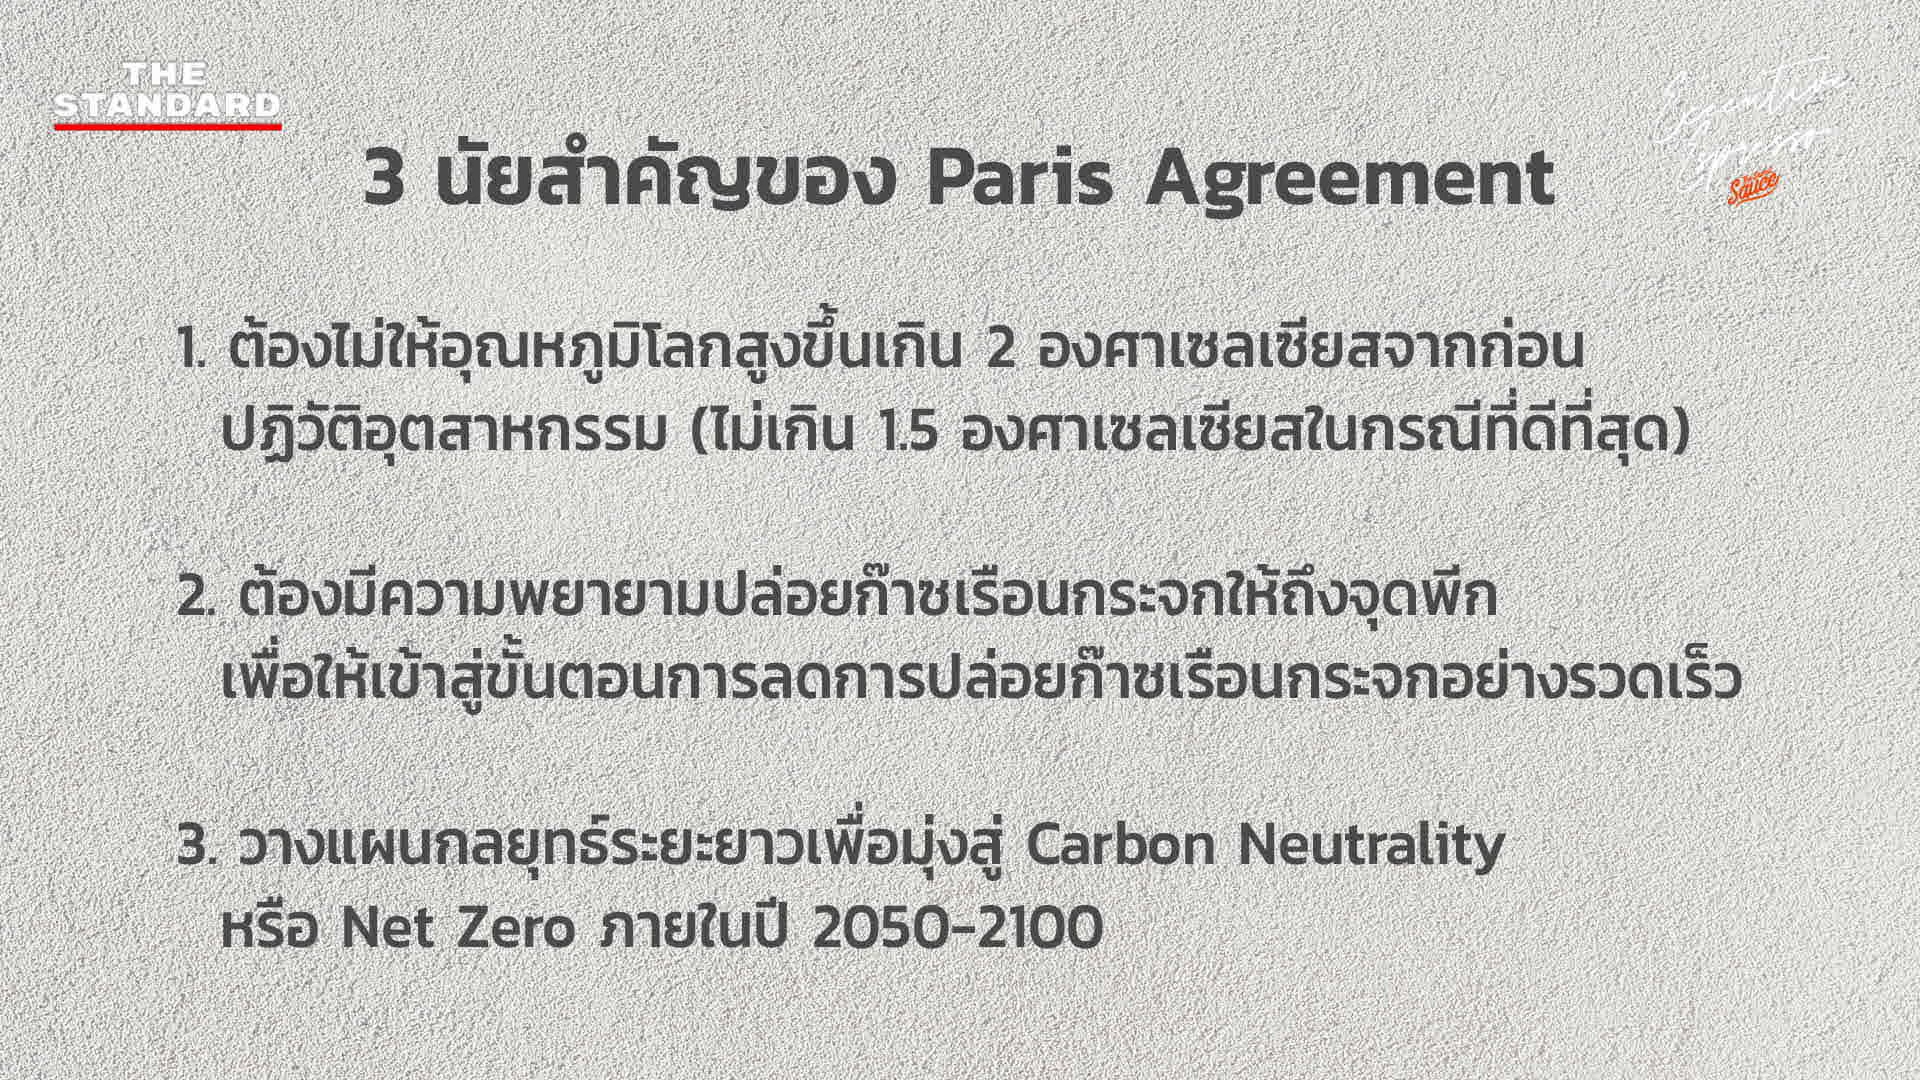 THE
STANDARD
Executive
Espresso
The Secret
Sauce
3 นัยสำคัญของ Paris Agreement
1. ต้องไม่ให้อุณหภูมิโลกสูงขึ้นเกิน 2 องศาเซลเซียสจากก่อน
ปฏิวัติอุตสาหกรรม (ไม่เกิน 1.5 องศาเซลเซียสในกรณีที่ดีที่สุด)
2. ต้องมีความพยายามปล่อยก๊าซเรือนกระจกให้ถึงจุดพีก
เพื่อให้เข้าสู่ขั้นตอนการลดการปล่อยก๊าซเรือนกระจกอย่างรวดเร็ว
3. วางแผนกลยุทธ์ระยะยาวเพื่อมุ่งสู่ Carbon Neutrality
หรือ Net Zero ภายในปี 2050-2100